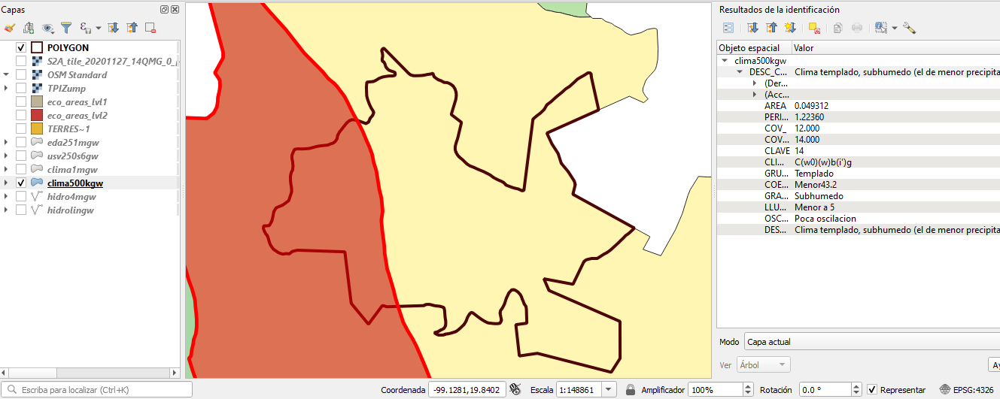 Capas
POLYGON
S2A_tile_20201127_14QMG_0_
OSM Standard
TPIZump
eco_areas_lvl1
eco_areas_lvl2
TERRES~1
eda251mgw
usv250s6gw
clima1mgw
clima500kgw
hidro4mgw
hidrolingw
Resultados de la identificación
Objeto espacial Valor
clima500kgw
DESC_C... Clima templado, subhumedo (el de menor precipita
(Der...
(Acc...
AREA 0.049312
PERI... 1.22360
COV_ 12.000
COV... 14.000
CLAVE 14
CLI... C(w0)(w)b(i')g
GRU... Templado
COE... Menor43.2
GRA... Subhumedo
LLU... Menor a 5
OSC... Poca oscilacion
DES... Clima templado, subhumedo (el de menor precipita
Modo Capa actual
Ver Árbol Ay
Escriba para localizar (Ctrl+K) Coordenada -99.1281,19.8402 Escala 1:148861 Amplificador 100% Rotación 0.0 ° Representar EPSG:4326